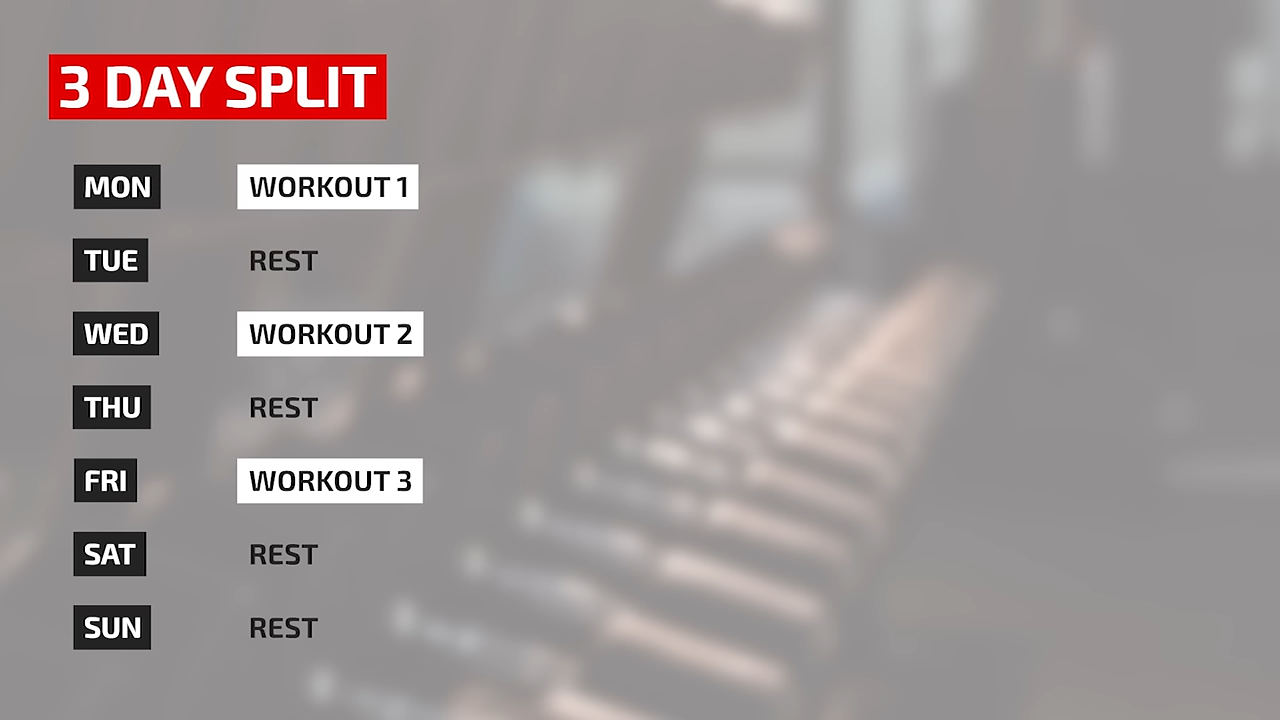 3 DAY SPLIT
MON WORKOUT 1
TUE REST
WED WORKOUT 2
THU REST
FRI WORKOUT 3
SAT REST
SUN REST